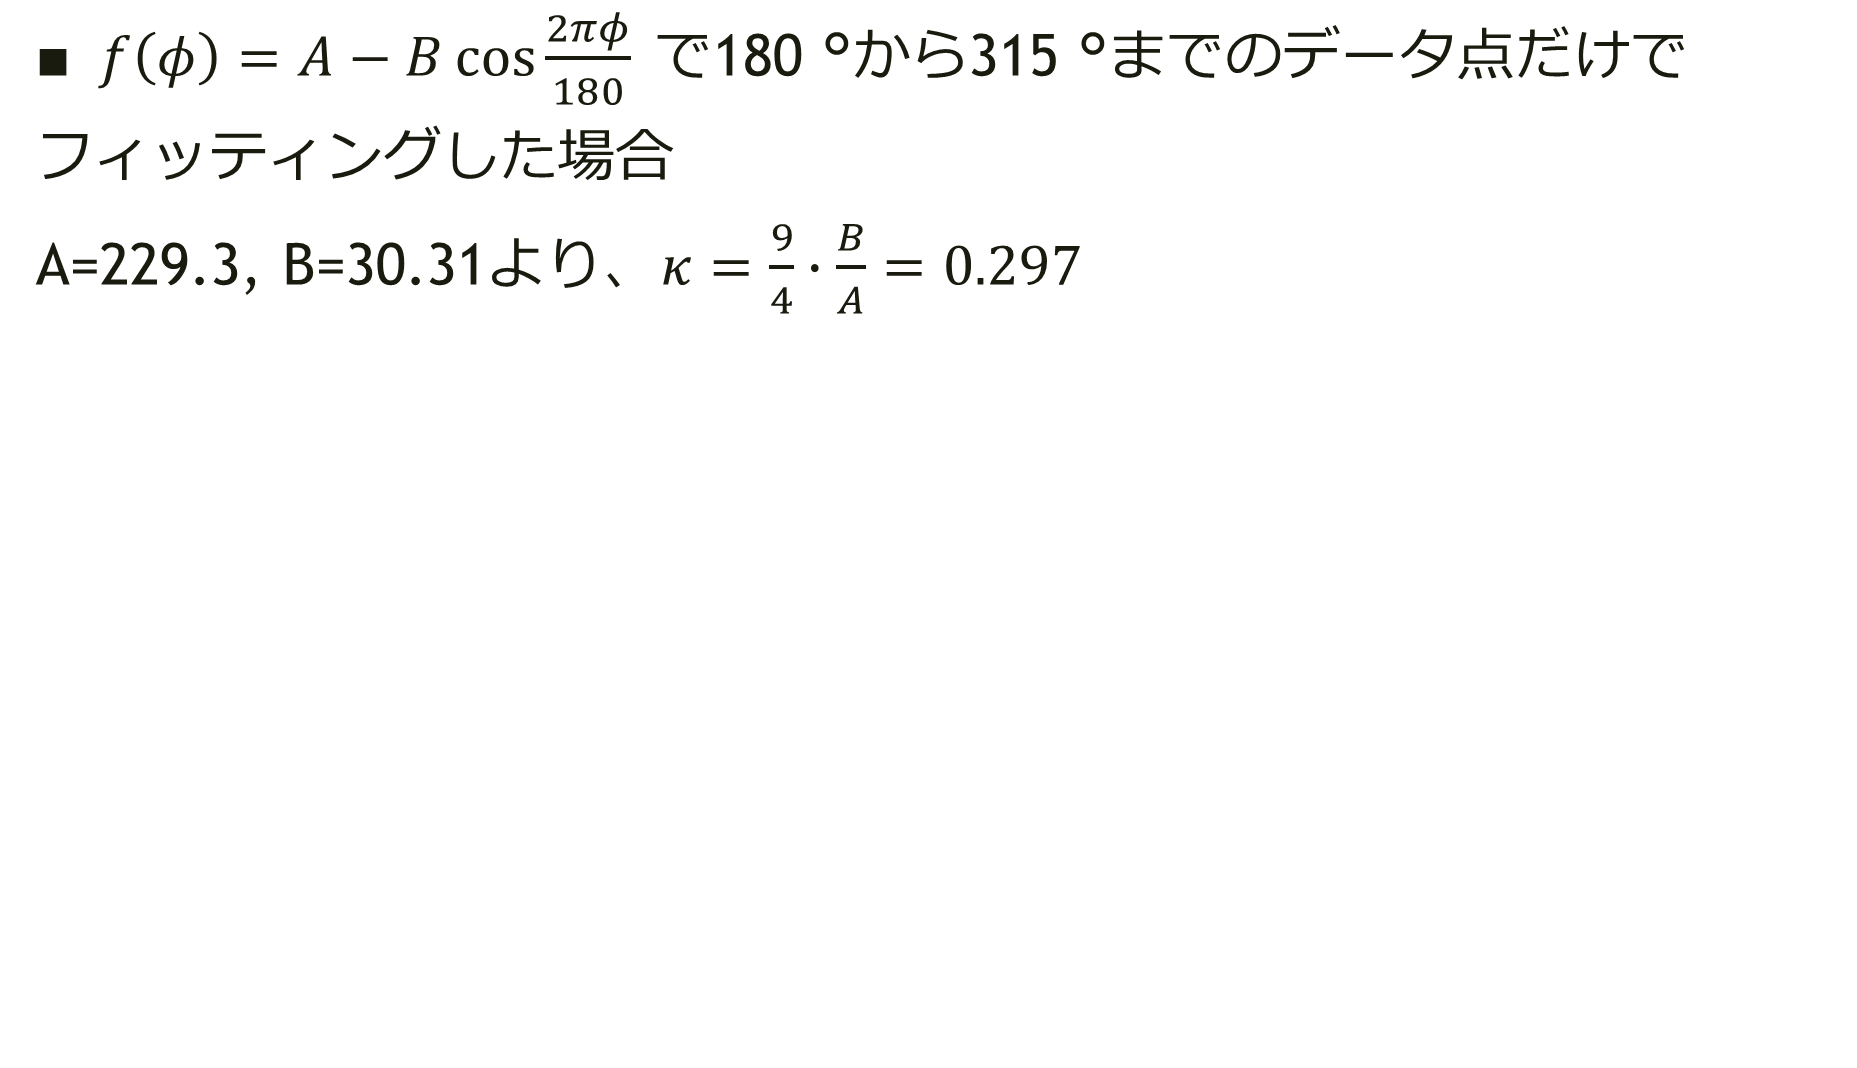 ■ f(ϕ) = A − B cos 2πϕ/180 で180 °から315 °までのデータ点だけで
フィッティングした場合
A=229.3, B=30.31より、κ = 9/4 · B/A = 0.297